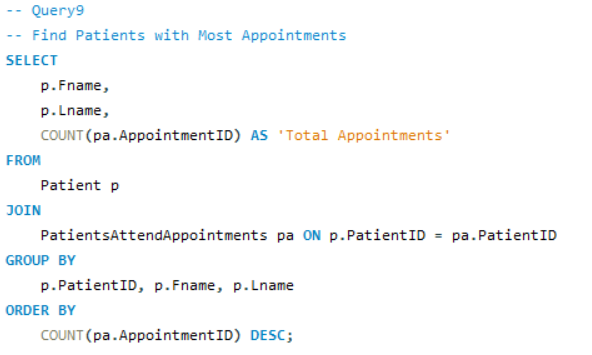 -- Query9
-- Find Patients with Most Appointments
SELECT
    p.Fname,
    p.Lname,
    COUNT(pa.AppointmentID) AS 'Total Appointments'
FROM
    Patient p
JOIN
    PatientsAttendAppointments pa ON p.PatientID = pa.PatientID
GROUP BY
    p.PatientID, p.Fname, p.Lname
ORDER BY
    COUNT(pa.AppointmentID) DESC;